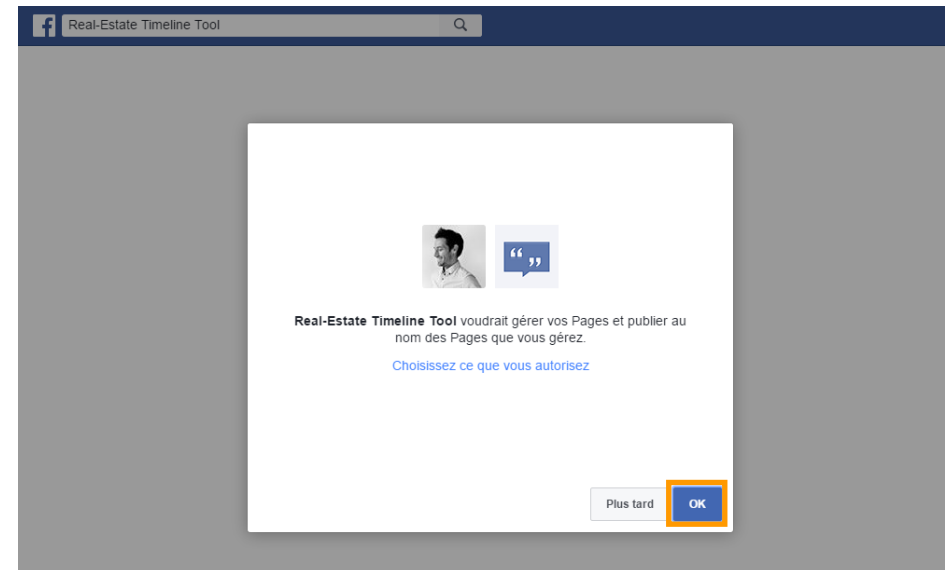 Real-Estate Timeline Tool
Real-Estate Timeline Tool voudrait gérer vos Pages et publier au
nom des Pages que vous gérez.
Choisissez ce que vous autorisez
Plus tard
OK